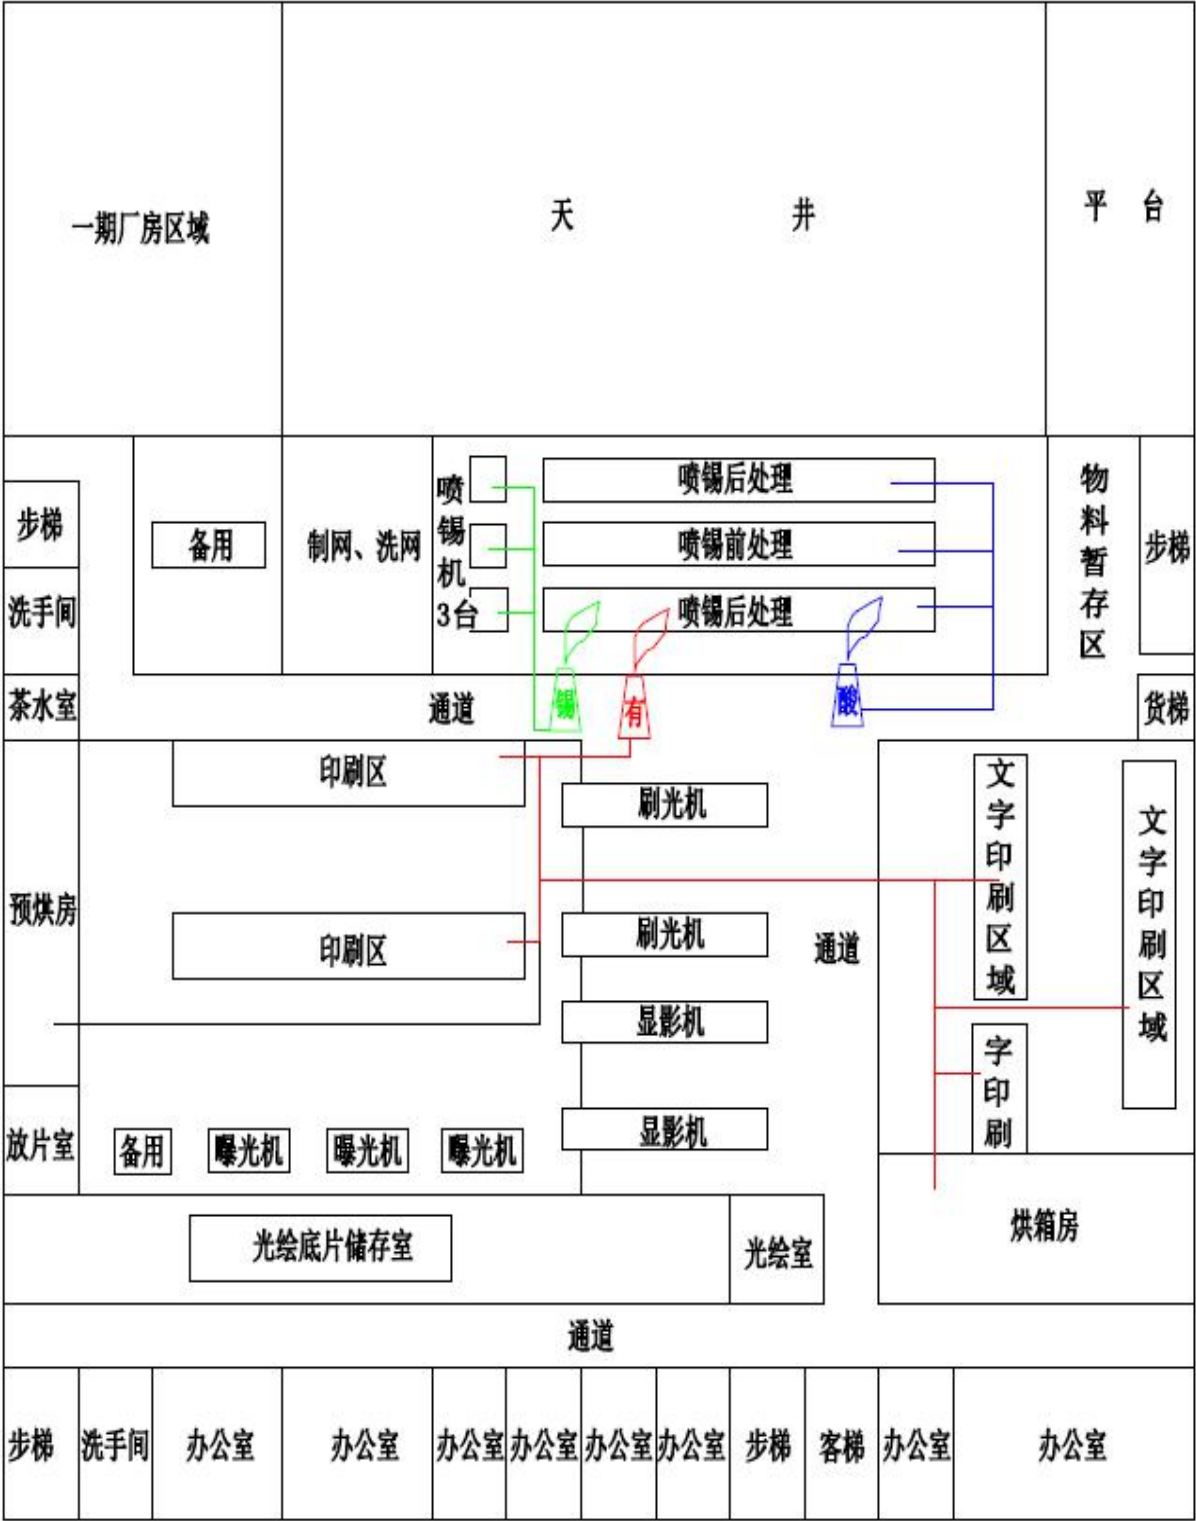 一期厂房区域
天 井
平 台
步梯
洗手间
茶水室
备用
制网、洗网
喷
锡
机
3台
喷锡后处理
喷锡前处理
喷锡后处理
物
料
暂
存
区
步梯
货梯
通道
锡
有
酸
预烘房
印刷区
印刷区
刷光机
刷光机
显影机
显影机
通道
文
字
印
刷
区
域
文
字
印
刷
区
域
字
印
刷
放片室
备用
曝光机
曝光机
曝光机
光绘底片储存室
光绘室
烘箱房
通道
步梯
洗手间
办公室
办公室
办公室
办公室
办公室
办公室
步梯
客梯
办公室
办公室